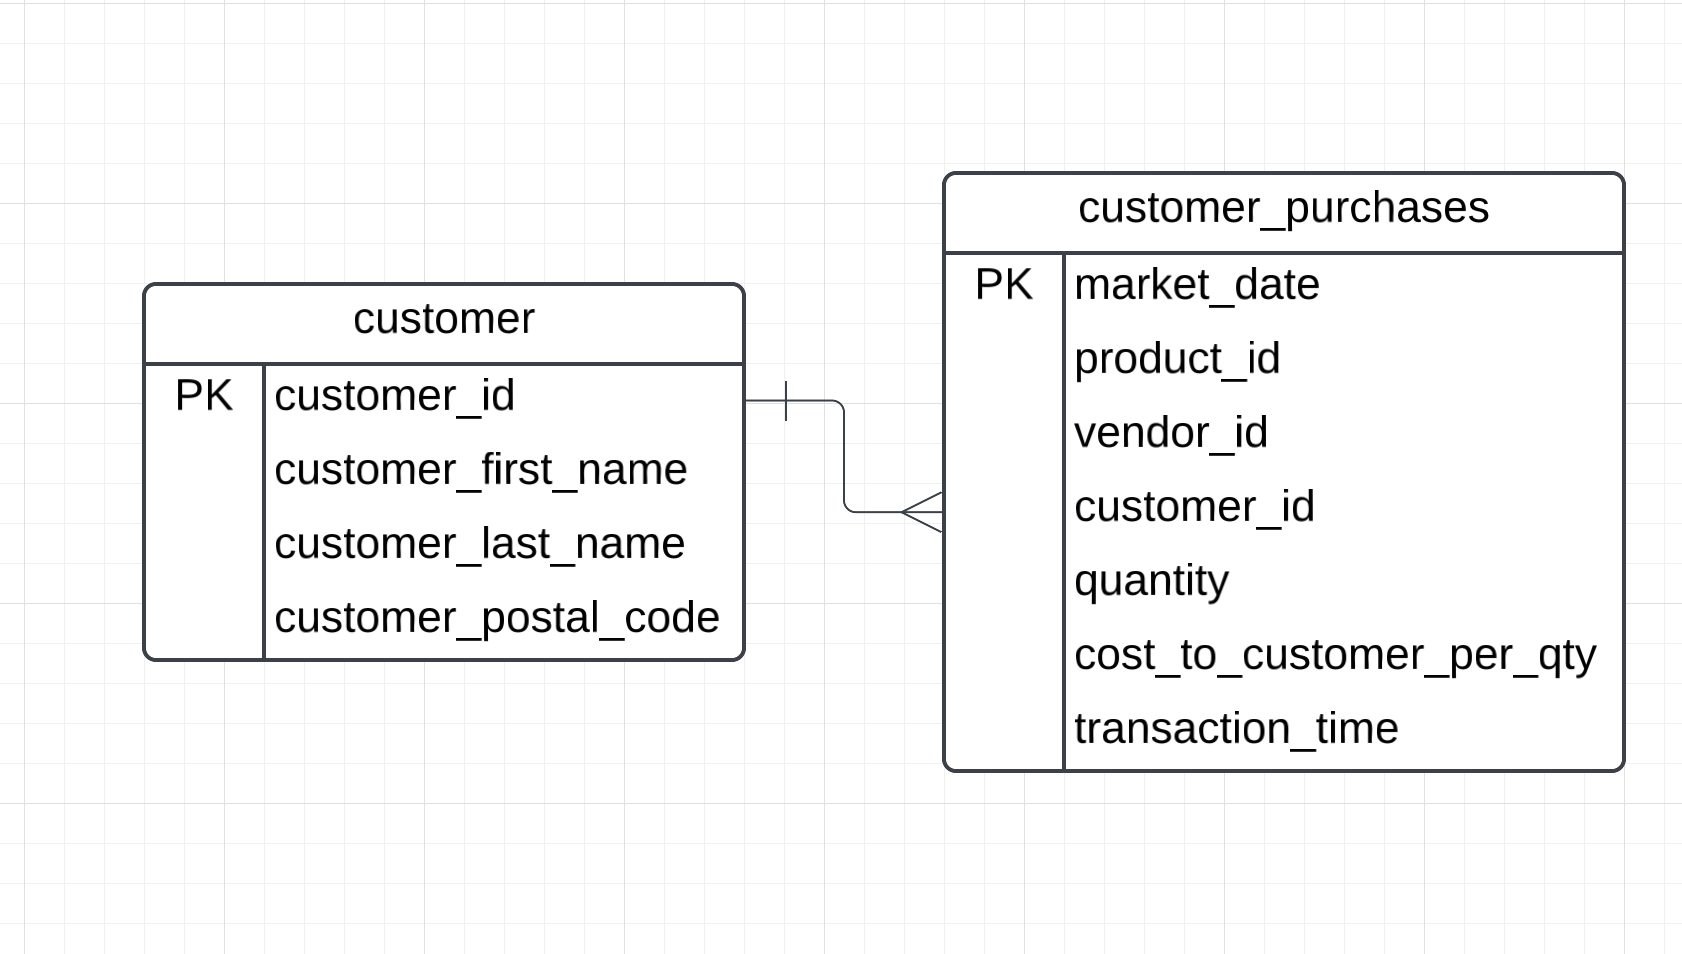 customer
PK customer_id
customer_first_name
customer_last_name
customer_postal_code
customer_purchases
PK market_date
product_id
vendor_id
customer_id
quantity
cost_to_customer_per_qty
transaction_time